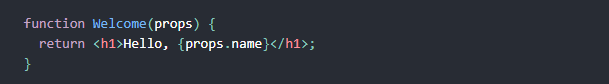 function Welcome(props) {
  return <h1>Hello, {props.name}</h1>;
}